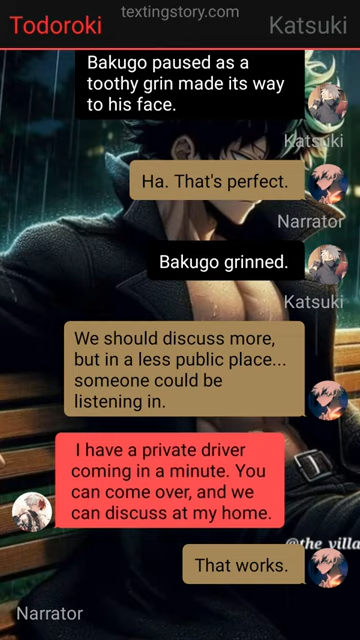 textingstory.com
Todoroki
Katsuki
Bakugo paused as a
toothy grin made its way
to his face.
Katsuki
Ha. That's perfect.
Narrator
Bakugo grinned.
Katsuki
We should discuss more,
but in a less public place...
someone could be
listening in.
I have a private driver
coming in a minute. You
can come over, and we
can discuss at my home.
@the_villa
That works.
Narrator